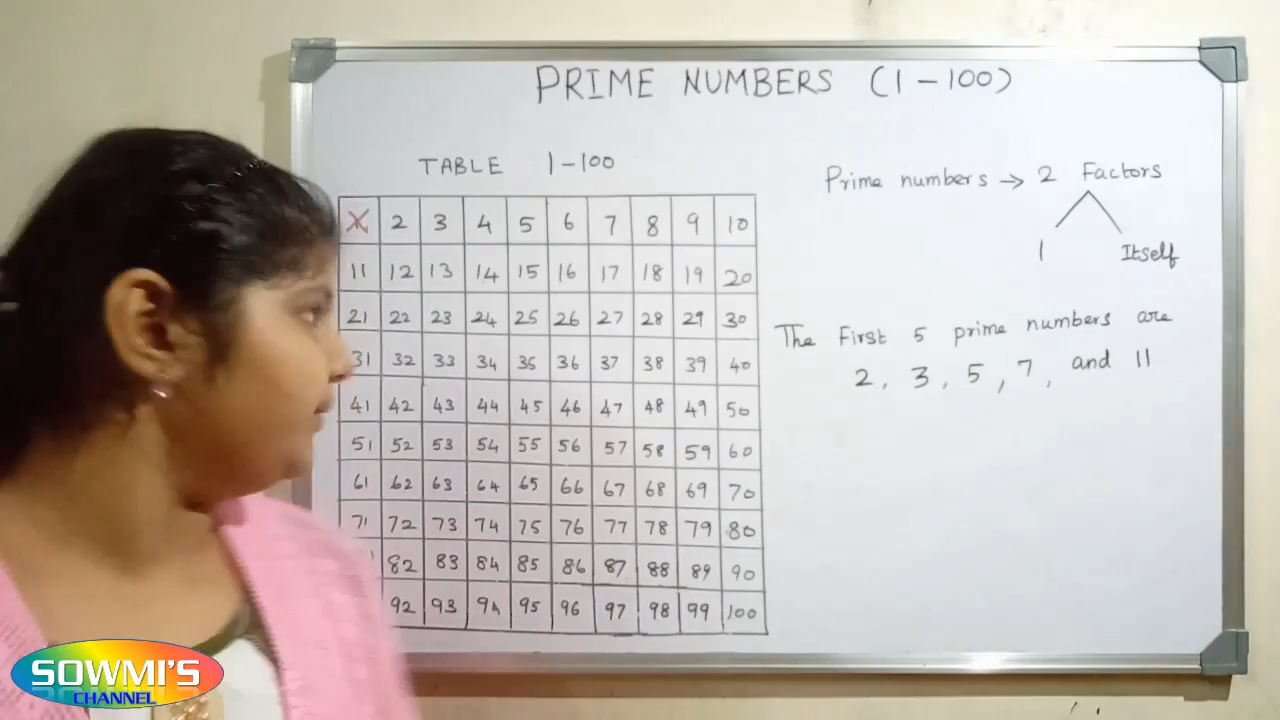 PRIME NUMBERS (1 - 100)
TABLE 1-100
X 2 3 4 5 6 7 8 9 10
11 12 13 14 15 16 17 18 19 20
21 22 23 24 25 26 27 28 29 30
31 32 33 34 35 36 37 38 39 40
41 42 43 44 45 46 47 48 49 50
51 52 53 54 55 56 57 58 59 60
61 62 63 64 65 66 67 68 69 70
71 72 73 74 75 76 77 78 79 80
82 83 84 85 86 87 88 89 90
92 93 94 95 96 97 98 99 100
Prime numbers → 2 Factors
1 Itself
The First 5 prime numbers are
2, 3, 5, 7, and 11
SOWMI'S
CHANNEL